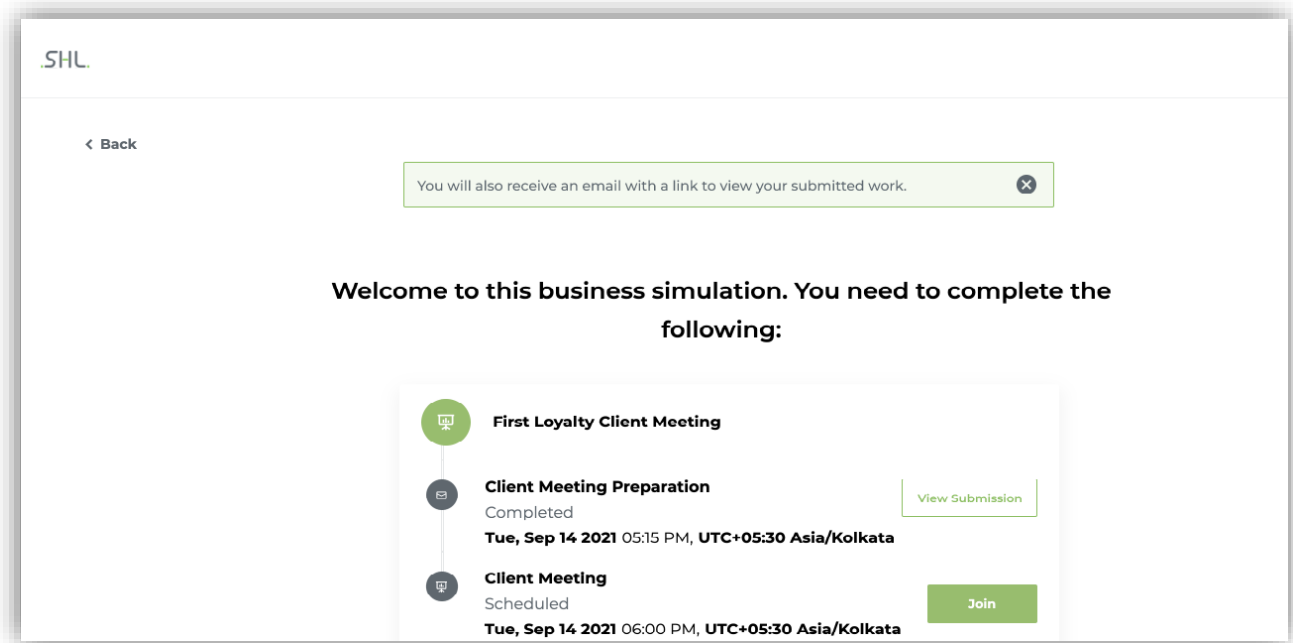 .SHL.
Back
You will also receive an email with a link to view your submitted work.
Welcome to this business simulation. You need to complete the
following:
First Loyalty Client Meeting
Client Meeting Preparation
View Submission
Completed
Tue, Sep 14 2021 05:15 PM, UTC+05:30 Asia/Kolkata
Client Meeting
Scheduled
Join
Tue, Sep 14 2021 06:00 PM, UTC+05:30 Asia/Kolkata